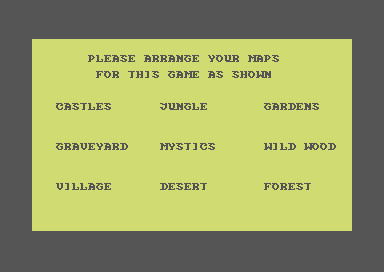 PLEASE ARRANGE YOUR MAPS
FOR THIS GAME AS SHOWN
CASTLES JUNGLE GARDENS
GRAVEYARD MYSTICS WILD WOOD
VILLAGE DESERT FOREST